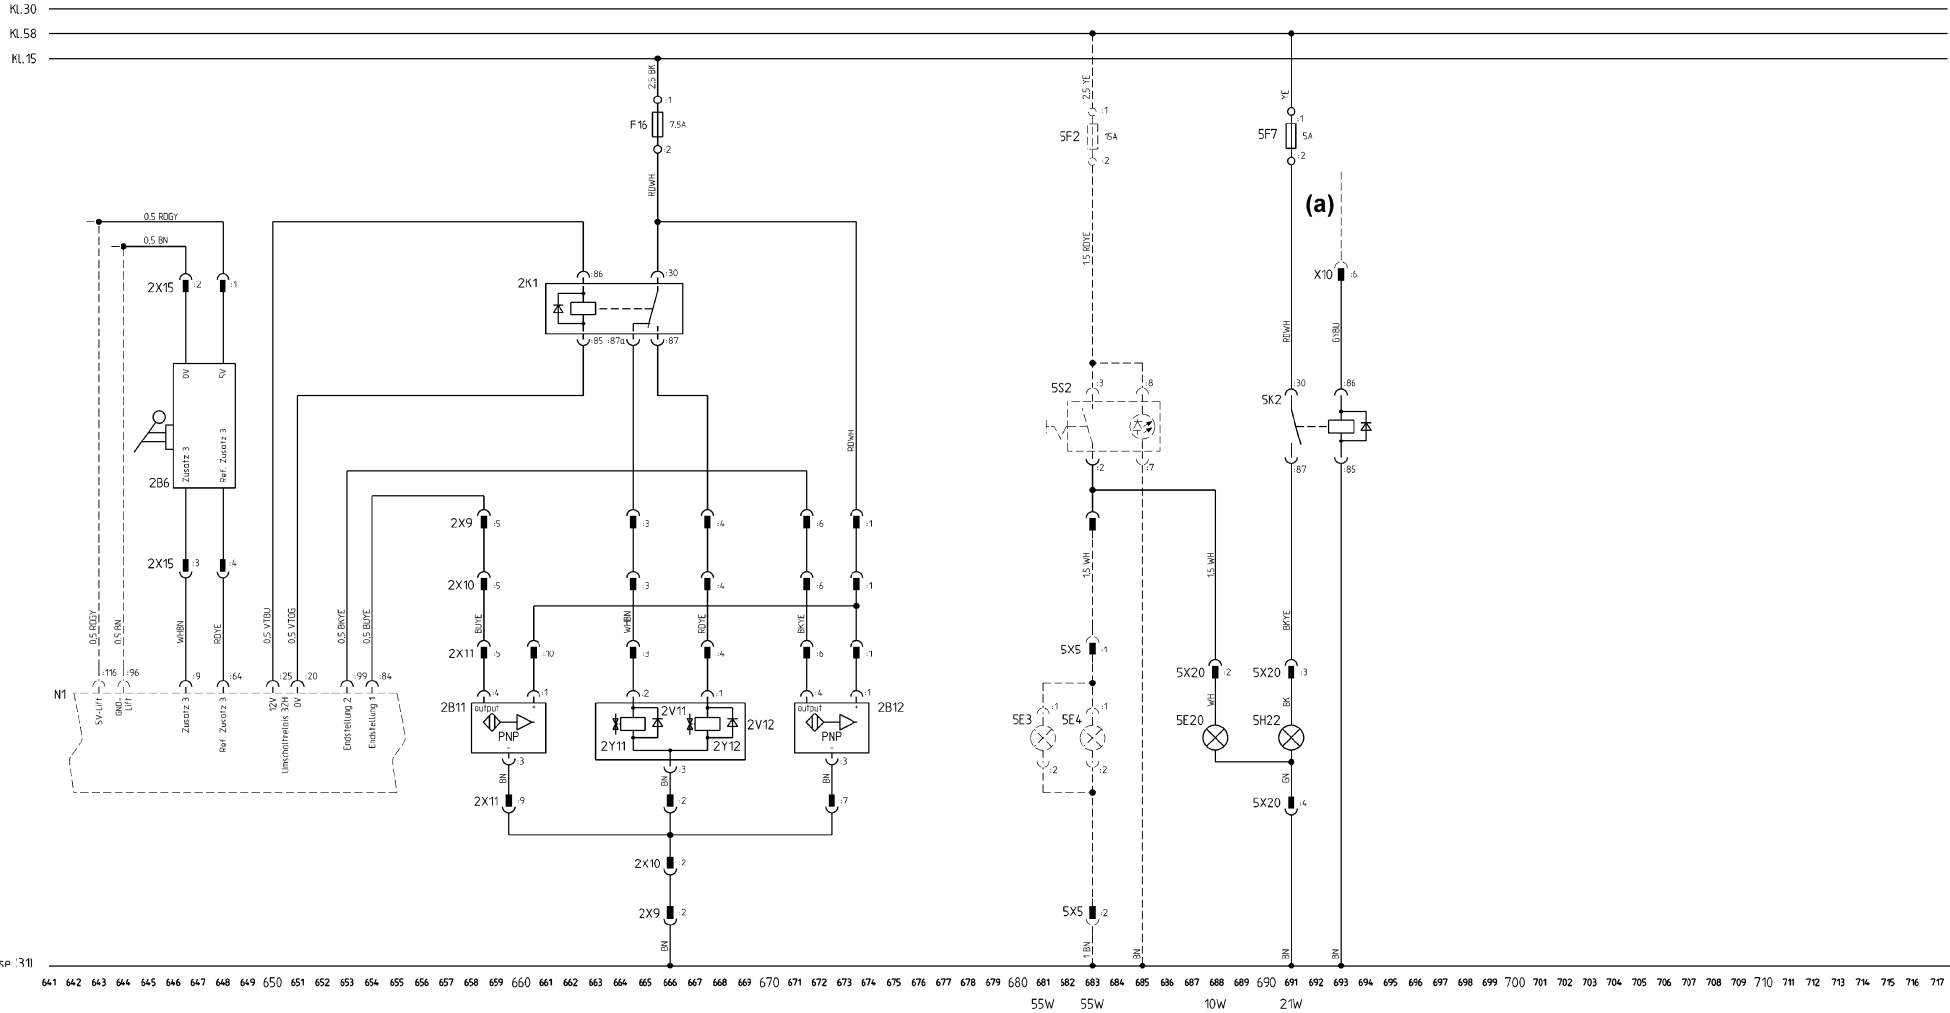 Kl.30
Kl.58
Kl.15
2,5 BK
:1
F16 7.5A
:2
RDWH
2,5 YE
:1
5F2 15A
:2
YE
:1
5F7 5A
:2
(a)
0,5 RDGY
0,5 BN
1,5 RDYE
2X15 :2 :1
:86 :30
2K1
X10 :6
:85 :87a :87
RDWH
GYBU
0V 5V
Zusatz 3
Ref. Zusatz 3
2B6
RDWH
5S2 :3 :8
:2 :7
:30 :86
5K2
:87 :85
2X9 :5 :3 :4 :6 :1
2X15 :3 :4
2X10 :5 :3 :4 :6 :1
1,5 WH
1,5 WH
0,5 RDGY
0,5 BN
WHBN
RDYE
0,5 VTBU
0,5 VTOG
0,5 BKYE
0,5 BUYE
BUYE
WHBN
RDYE
BKYE
BKYE
2X11 :5 :10 :3 :4 :6 :1
5X5 :1
5X20 :2
5X20 :3
N1 :116 :96 :9 :64 :25 :20 :99 :84
5V-Lift
GND-Lift
Zusatz 3
Ref. Zusatz 3
12V
Umschaltrelais 32H
0V
Endstellung 2
Endstellung 1
:4 :1 :2 :1 :4 :1
2B11 output +
PNP
-
2V11
2V12
2Y11 2Y12
output +
2B12
PNP
-
WH
BK
:1 :1
5E3 5E4
:2 :2
5E20 5H22
:3 :3 :3
BN BN BN
GN
2X11 :9 :2 :7
5X20 :4
2X10 :2
2X9 :2
5X5 :2
BN
1 BN
BN
BN
BN
se (31)
641 642 643 644 645 646 647 648 649 650 651 652 653 654 655 656 657 658 659 660 661 662 663 664 665 666 667 668 669 670 671 672 673 674 675 676 677 678 679 680 681 682 683 684 685 686 687 688 689 690 691 692 693 694 695 696 697 698 699 700 701 702 703 704 705 706 707 708 709 710 711 712 713 714 715 716 717
55W 55W 10W 21W